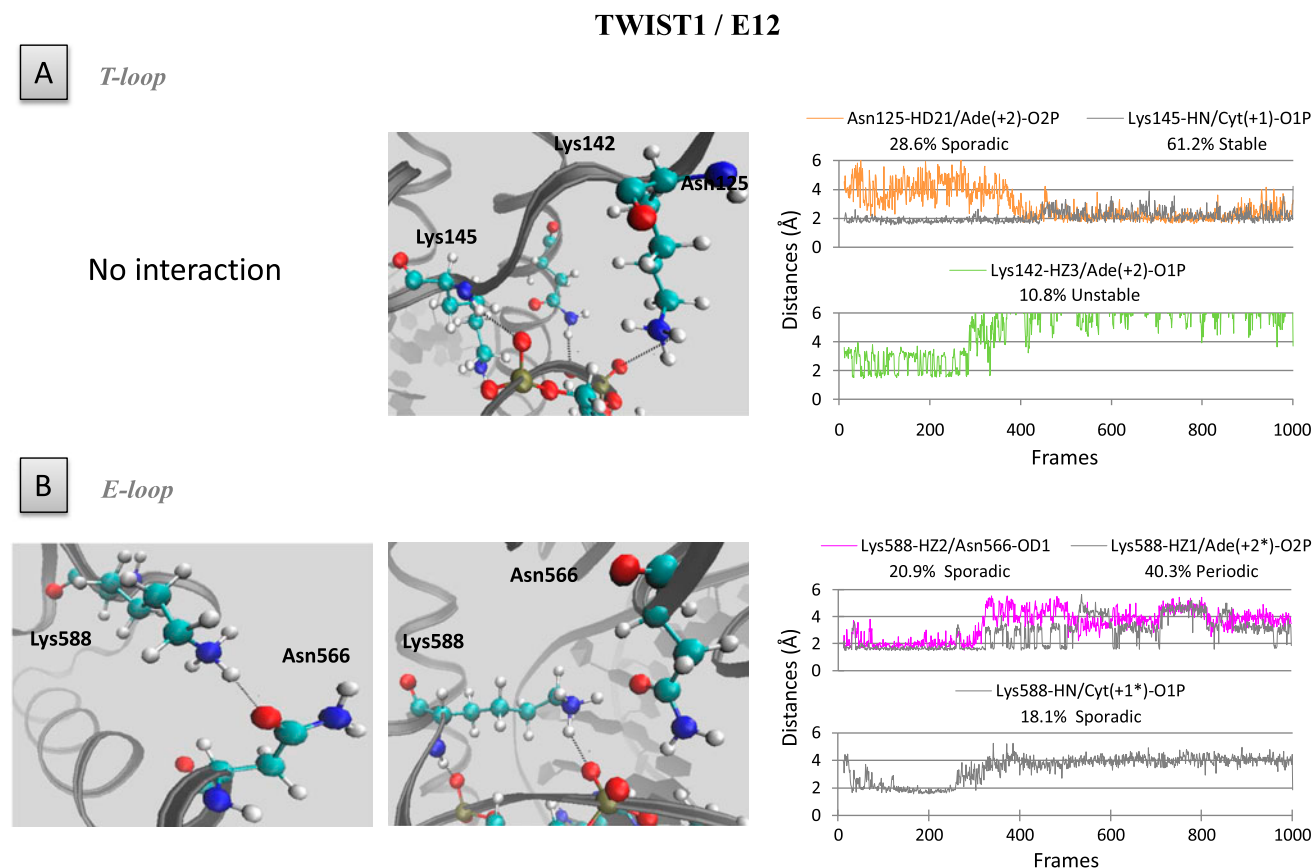 TWIST1 / E12
A
T-loop
No interaction
Lys142
Asn125
Lys145
Asn125-HD21/Ade(+2)-O2P Lys145-HN/Cyt(+1)-O1P
28.6% Sporadic 61.2% Stable
6
4
2
0
Lys142-HZ3/Ade(+2)-O1P
10.8% Unstable
6
4
2
0
Distances (Å)
0 200 400 600 800 1000
Frames
B
E-loop
Lys588
Asn566
Asn566
Lys588
Lys588-HZ2/Asn566-OD1 Lys588-HZ1/Ade(+2*)-O2P
20.9% Sporadic 40.3% Periodic
6
4
2
0
Lys588-HN/Cyt(+1*)-O1P
18.1% Sporadic
6
4
2
0
Distances (Å)
0 200 400 600 800 1000
Frames